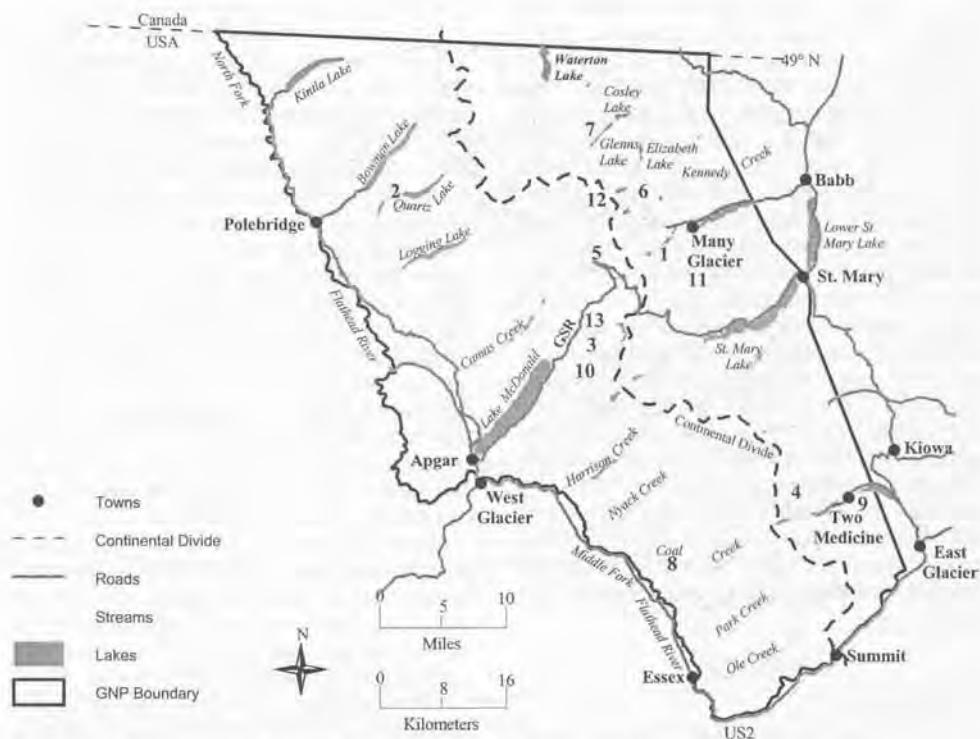 Canada
USA
49° N
North Fork
Kintla Lake
Waterton
Lake
Cosley
Lake
7
Glenns
Lake
Elizabeth
Lake
Kennedy Creek
Bowman Lake
2
Quartz Lake
12
6
Babb
Polebridge
Logging Lake
Many
Glacier
1
11
5
Lower St
Mary Lake
St. Mary
Flathead River
Camas Creek
GSR
13
3
10
St. Mary
Lake
Lake McDonald
Continental Divide
Apgar
West
Glacier
Harrison Creek
Nyack Creek
4
9
Two
Medicine
Kiowa
East
Glacier
Coal Creek
8
Middle Fork
Flathead River
Park Creek
Ole Creek
Essex
Summit
US2
Towns
Continental Divide
Roads
Streams
Lakes
GNP Boundary
N
0 5 10
Miles
0 8 16
Kilometers